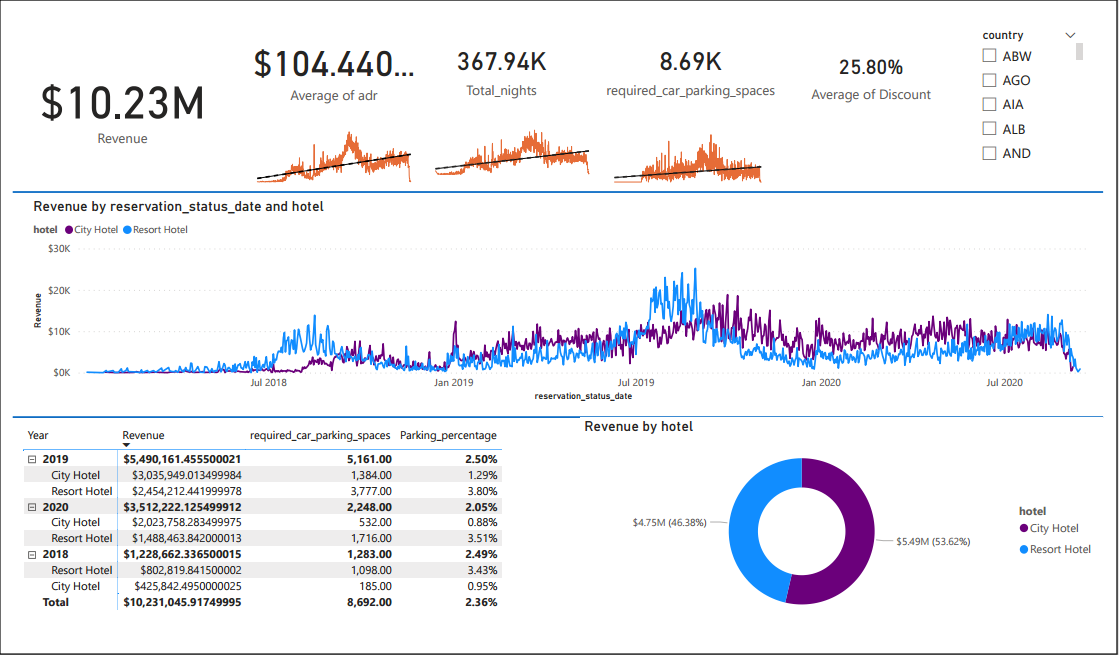 $10.23M
Revenue
$104.440...
Average of adr
367.94K
Total_nights
8.69K
required_car_parking_spaces
25.80%
Average of Discount
country
ABW
AGO
AIA
ALB
AND
Revenue by reservation_status_date and hotel
hotel City Hotel Resort Hotel
Revenue
$30K
$20K
$10K
$0K
Jul 2018 Jan 2019 Jul 2019 Jan 2020 Jul 2020
reservation_status_date
Year Revenue required_car_parking_spaces Parking_percentage
2019 $5,490,161.455500021 5,161.00 2.50%
City Hotel $3,035,949.013499984 1,384.00 1.29%
Resort Hotel $2,454,212.441999978 3,777.00 3.80%
2020 $3,512,222.125499912 2,248.00 2.05%
City Hotel $2,023,758.283499975 532.00 0.88%
Resort Hotel $1,488,463.842000013 1,716.00 3.51%
2018 $1,228,662.336500015 1,283.00 2.49%
Resort Hotel $802,819.841500002 1,098.00 3.43%
City Hotel $425,842.4950000025 185.00 0.95%
Total $10,231,045.91749995 8,692.00 2.36%
Revenue by hotel
$4.75M (46.38%)
$5.49M (53.62%)
hotel
City Hotel
Resort Hotel